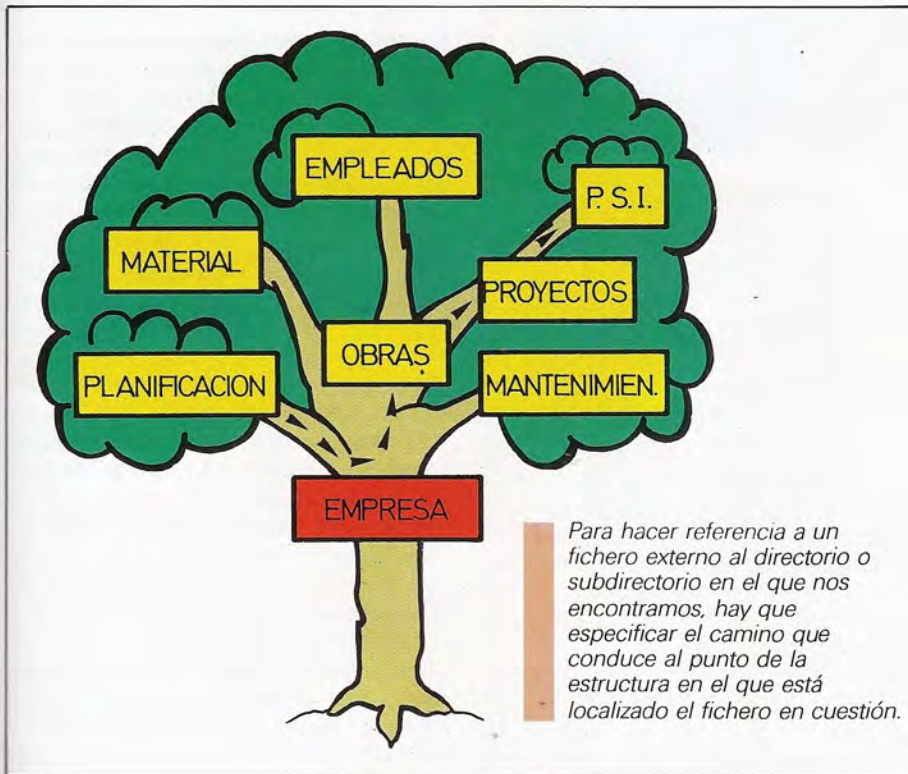 EMPLEADOS
P. S. I.
MATERIAL
PROYECTOS
OBRAS
PLANIFICACION
MANTENIMIEN.
EMPRESA
Para hacer referencia a un
fichero externo al directorio o
subdirectorio en el que nos
encontramos, hay que
especificar el camino que
conduce al punto de la
estructura en el que está
localizado el fichero en cuestión.